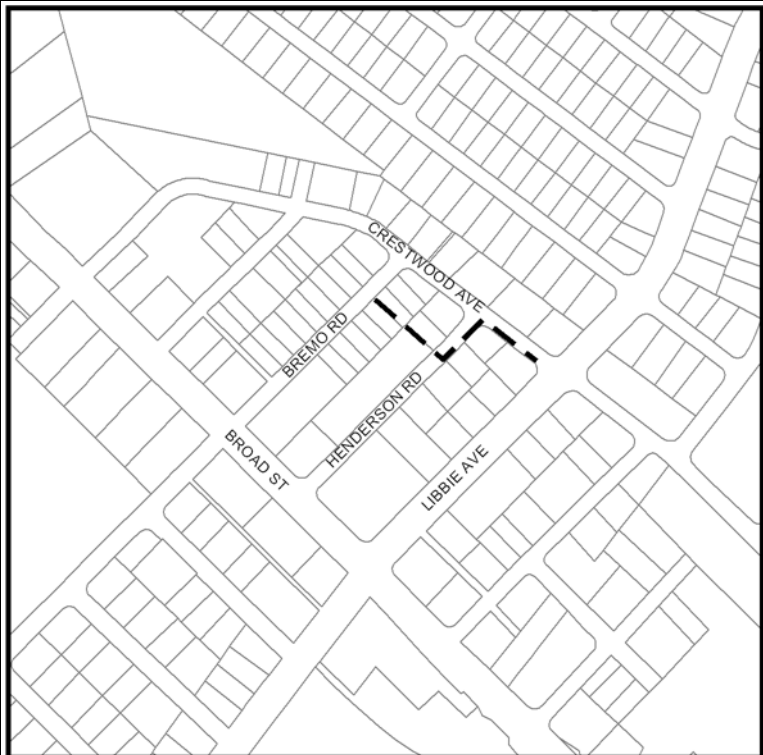 CRESTWOOD AVE
BREMO RD
HENDERSON RD
BROAD ST
LIBBIE AVE